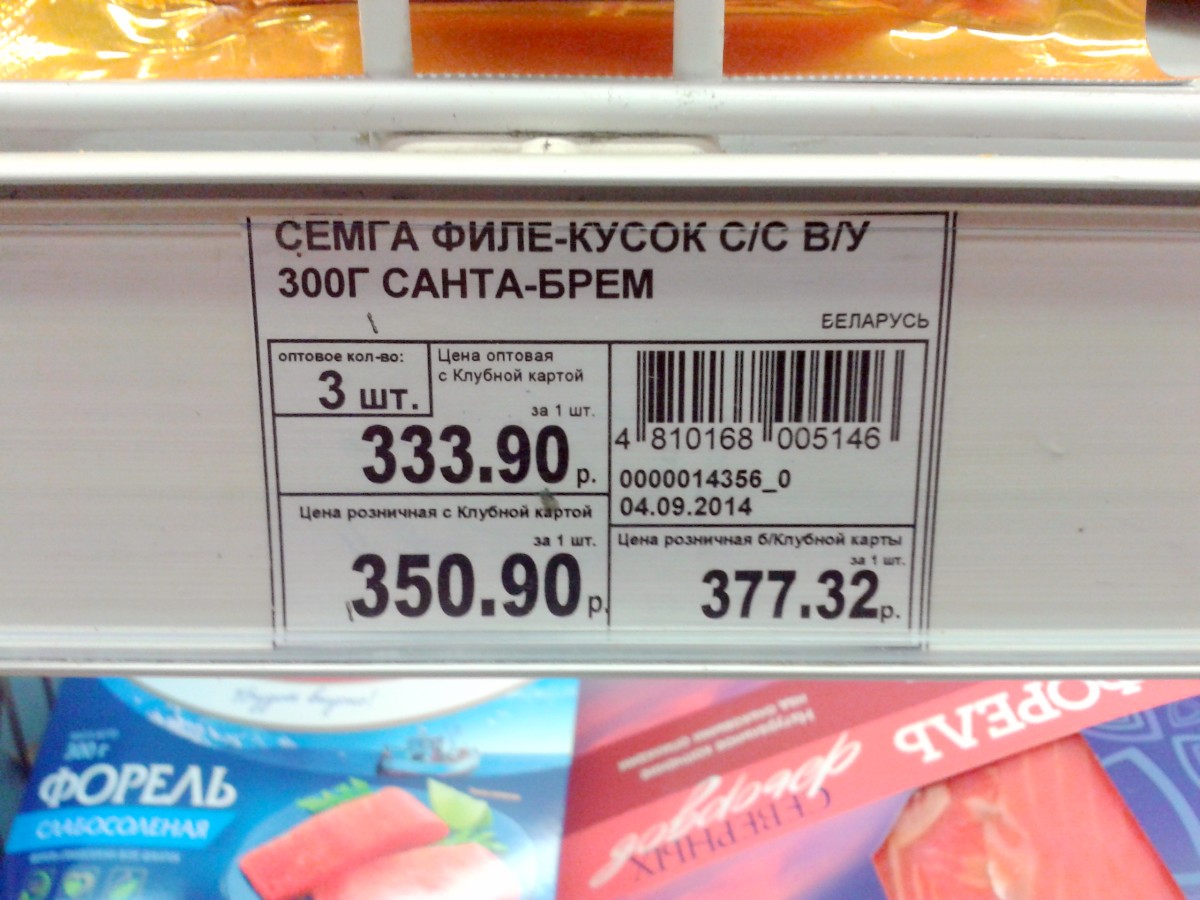 СЕМГА ФИЛЕ-КУСОК С/С В/У
300Г САНТА-БРЕМ
БЕЛАРУСЬ
оптовое кол-во:
3 шт.
Цена оптовая
с Клубной картой
за 1 шт.
333.90 р.
4 810168 005146
0000014356_0
04.09.2014
Цена розничная с Клубной картой
за 1 шт.
350.90 р.
Цена розничная б/Клубной карты
за 1 шт.
377.32 р.
300 г
ФОРЕЛЬ
СЛАБОСОЛЕНАЯ
ФОРЕЛЬ
СЕВЕРНЫХ
фьордов